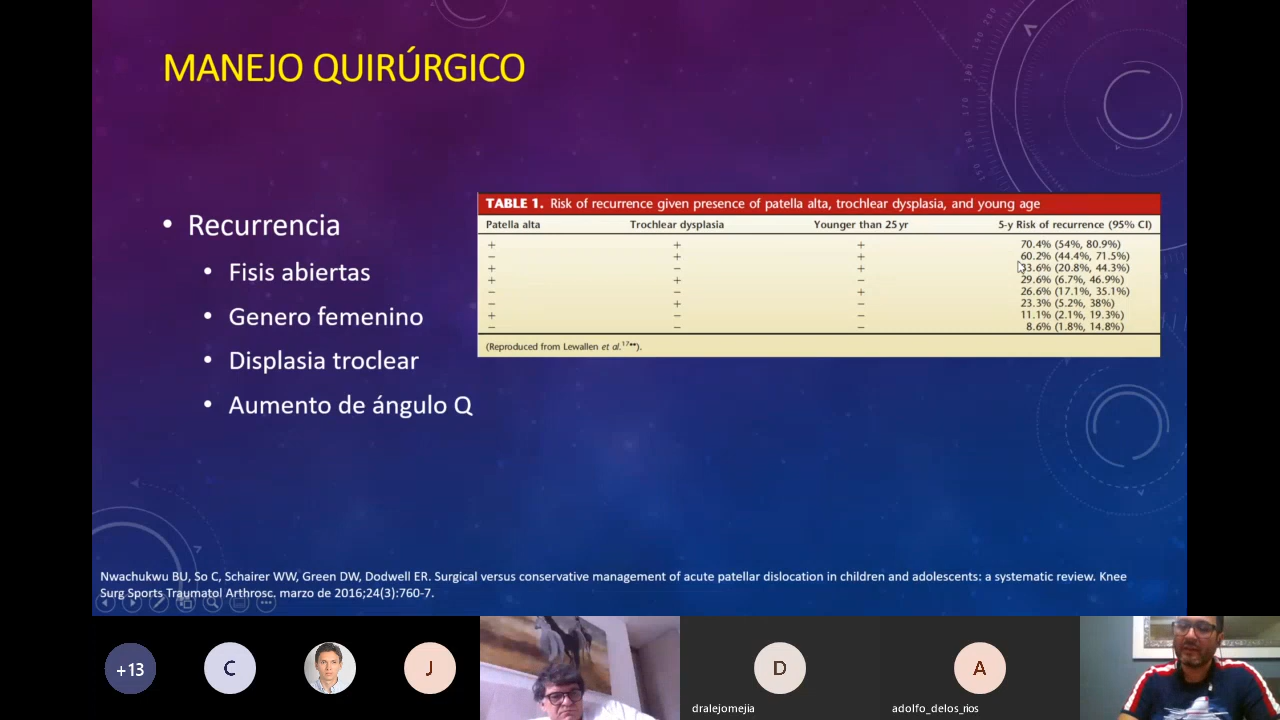 MANEJO QUIRÚRGICO
• Recurrencia
• Fisis abiertas
• Genero femenino
• Displasia troclear
• Aumento de ángulo Q
TABLE 1. Risk of recurrence given presence of patella alta, trochlear dysplasia, and young age
Patella alta Trochlear dysplasia Younger than 25 yr 5-y Risk of recurrence (95% CI)
+ + + 70.4% (54%, 80.9%)
− + + 60.2% (44.4%, 71.5%)
+ − + 33.6% (20.8%, 44.3%)
+ + − 29.6% (6.7%, 46.9%)
− − + 26.6% (17.1%, 35.1%)
− + − 23.3% (5.2%, 38%)
+ − − 11.1% (2.1%, 19.3%)
− − − 8.6% (1.8%, 14.8%)
(Reproduced from Lewallen et al.17••).
Nwachukwu BU, So C, Schairer WW, Green DW, Dodwell ER. Surgical versus conservative management of acute patellar dislocation in children and adolescents: a systematic review. Knee
Surg Sports Traumatol Arthrosc. marzo de 2016;24(3):760-7.
+13 C J D A
dralejomejia adolfo_delos_rios